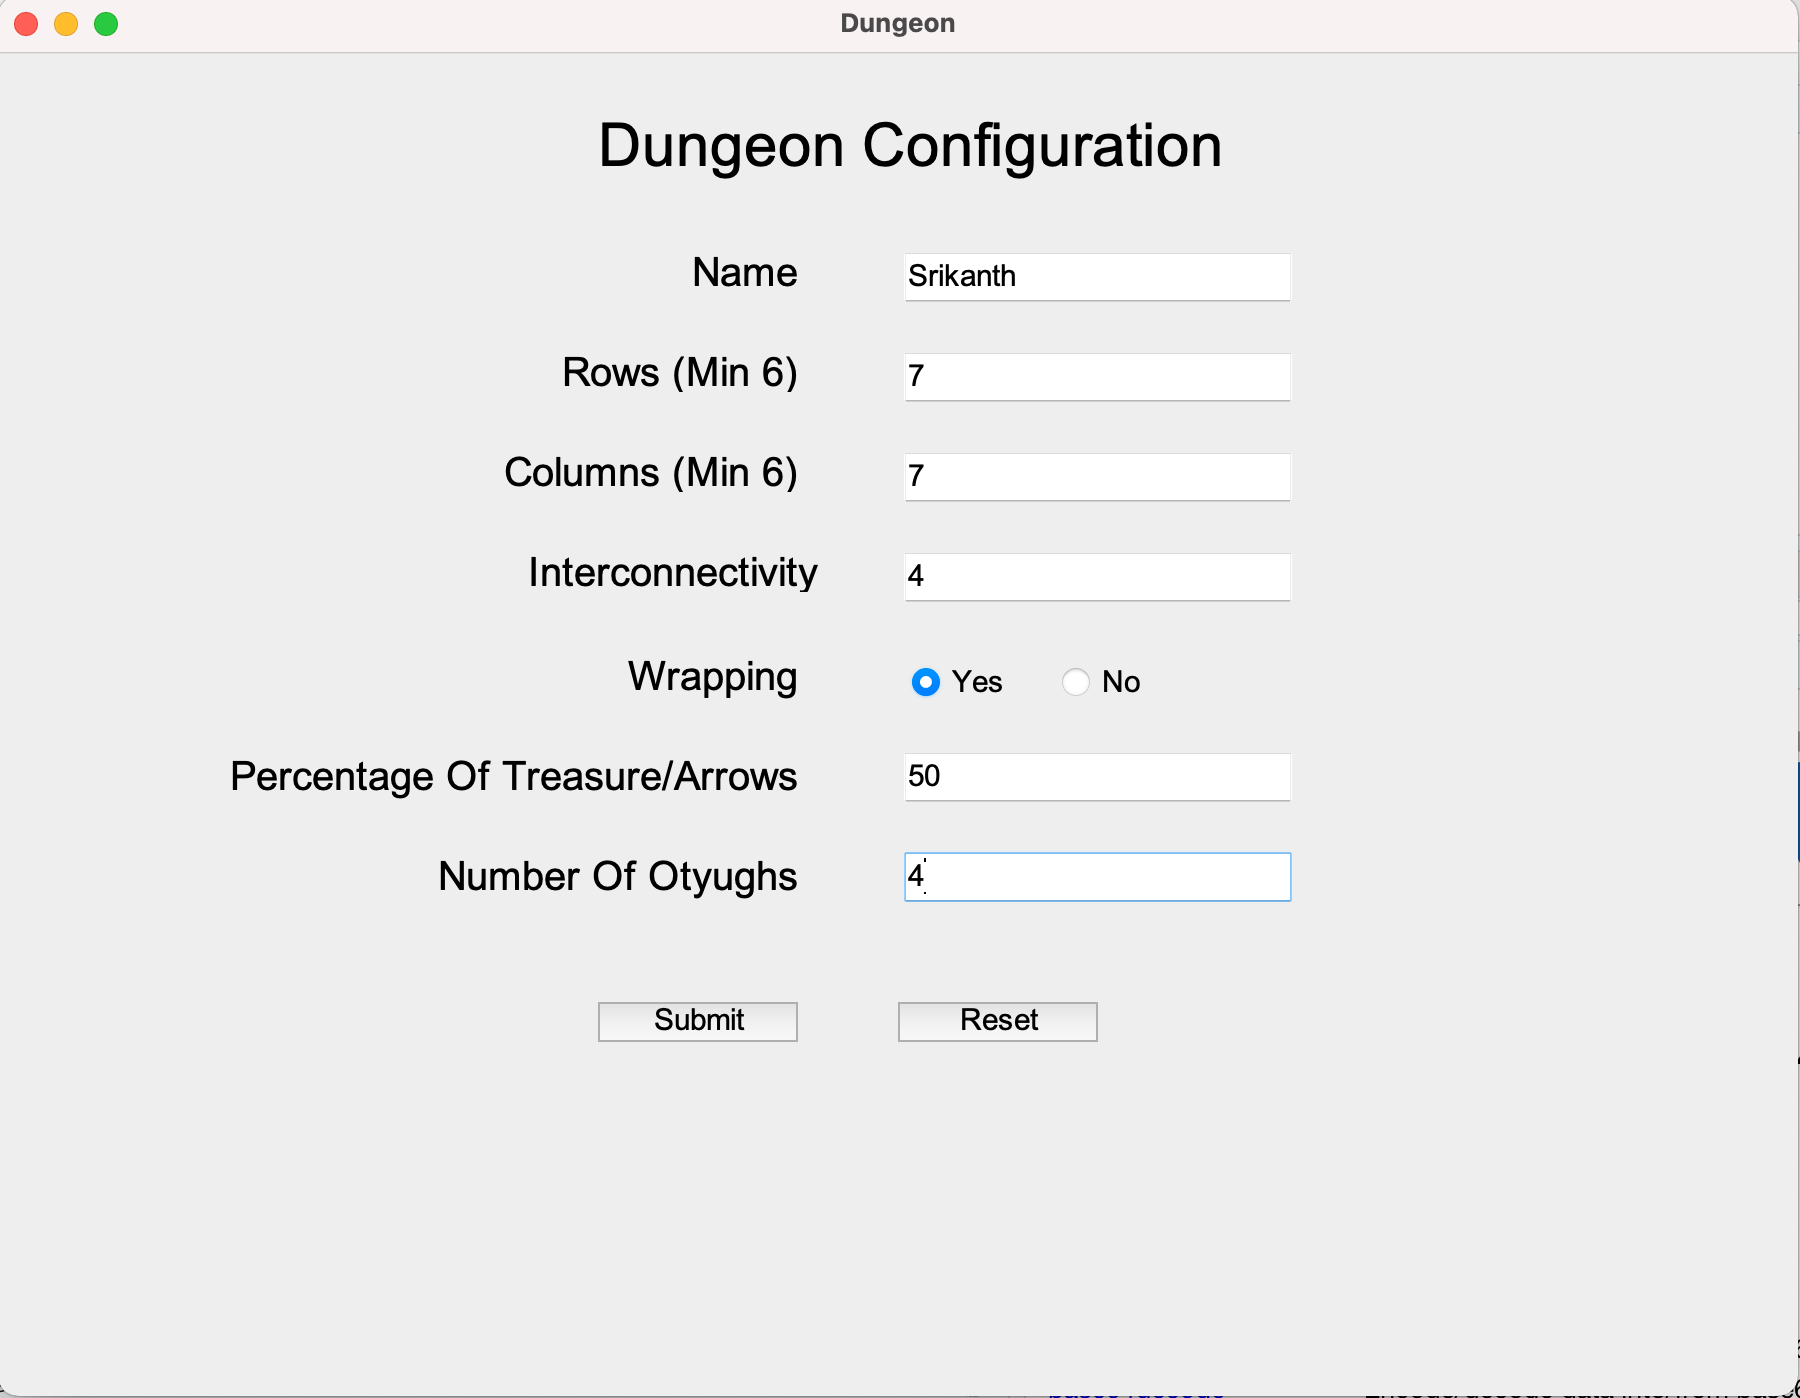 Dungeon
Dungeon Configuration
Name Srikanth
Rows (Min 6) 7
Columns (Min 6) 7
Interconnectivity 4
Wrapping Yes No
Percentage Of Treasure/Arrows 50
Number Of Otyughs 4
Submit Reset